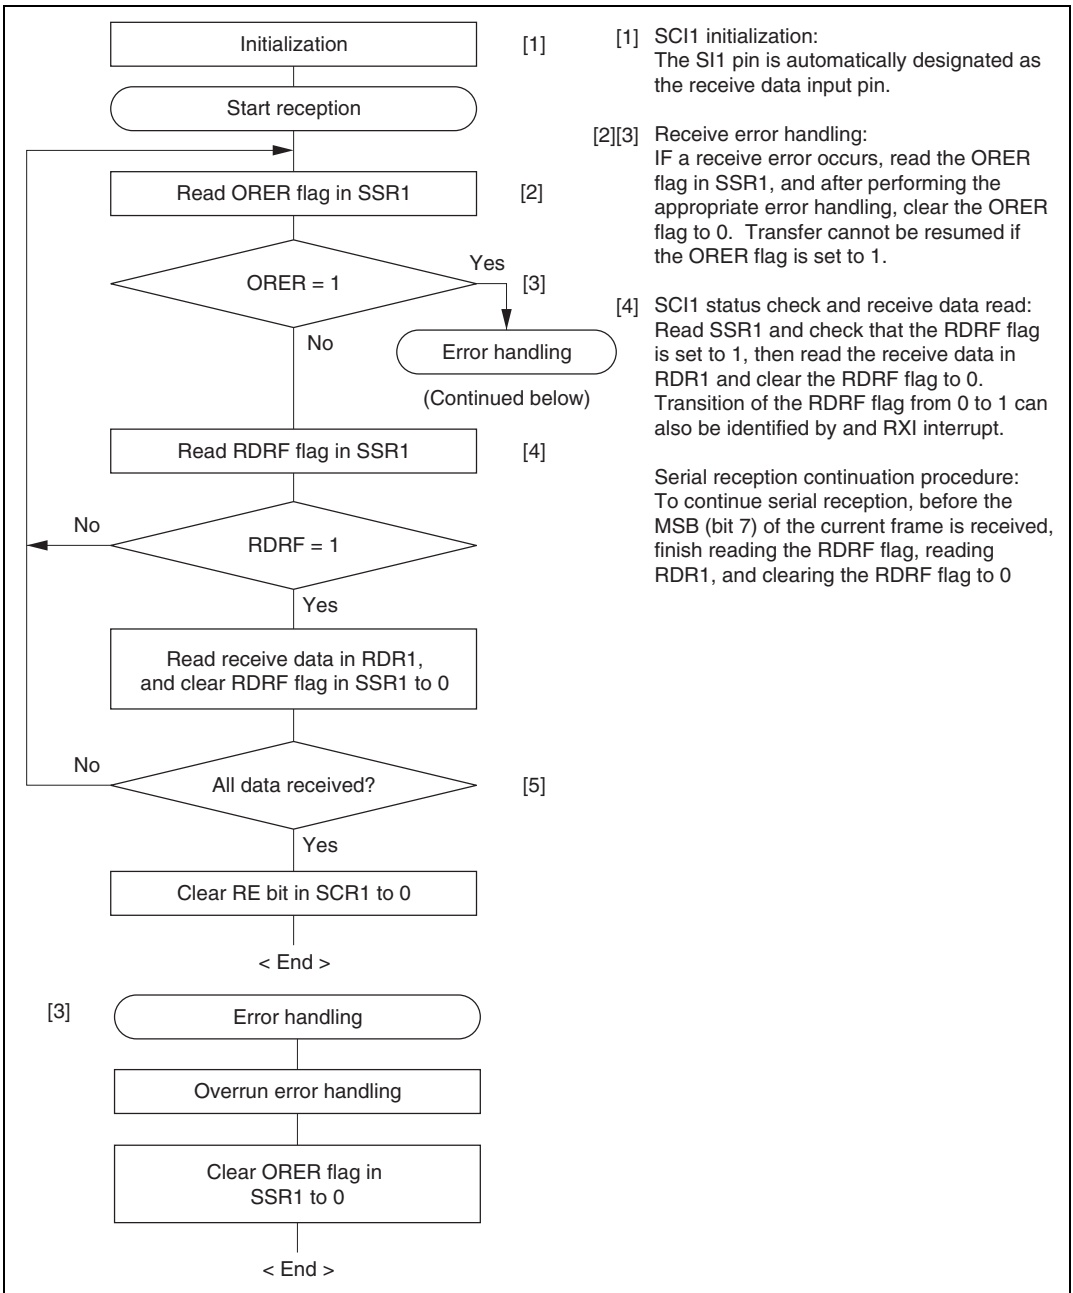 Initialization
[1]
Start reception
Read ORER flag in SSR1
[2]
ORER = 1
Yes
[3]
No
Error handling
(Continued below)
Read RDRF flag in SSR1
[4]
No
RDRF = 1
Yes
Read receive data in RDR1,
and clear RDRF flag in SSR1 to 0
No
All data received?
[5]
Yes
Clear RE bit in SCR1 to 0
< End >
[3]
Error handling
Overrun error handling
Clear ORER flag in
SSR1 to 0
< End >
[1] SCI1 initialization:
The SI1 pin is automatically designated as
the receive data input pin.
[2][3] Receive error handling:
IF a receive error occurs, read the ORER
flag in SSR1, and after performing the
appropriate error handling, clear the ORER
flag to 0. Transfer cannot be resumed if
the ORER flag is set to 1.
[4] SCI1 status check and receive data read:
Read SSR1 and check that the RDRF flag
is set to 1, then read the receive data in
RDR1 and clear the RDRF flag to 0.
Transition of the RDRF flag from 0 to 1 can
also be identified by and RXI interrupt.
Serial reception continuation procedure:
To continue serial reception, before the
MSB (bit 7) of the current frame is received,
finish reading the RDRF flag, reading
RDR1, and clearing the RDRF flag to 0